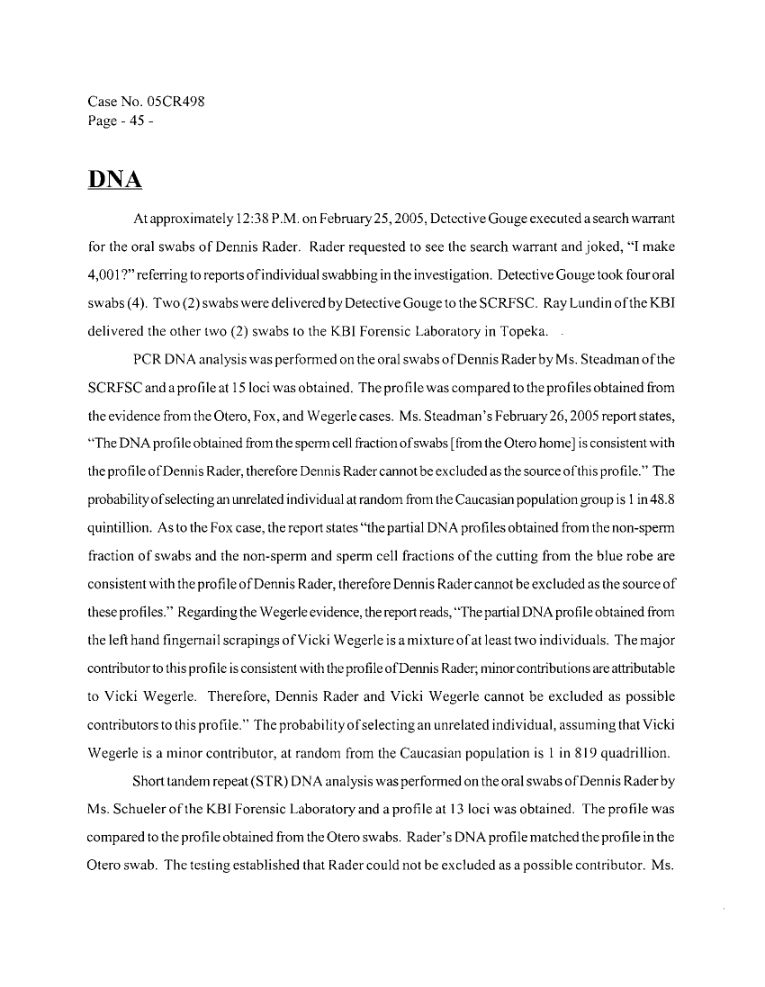 Case No. 05CR498
Page - 45 -
DNA
At approximately 12:38 P.M. on February 25, 2005, Detective Gouge executed a search warrant
for the oral swabs of Dennis Rader. Rader requested to see the search warrant and joked, “I make
4,001?” referring to reports of individual swabbing in the investigation. Detective Gouge took four oral
swabs (4). Two (2) swabs were delivered by Detective Gouge to the SCRFSC. Ray Lundin of the KBI
delivered the other two (2) swabs to the KBI Forensic Laboratory in Topeka.
PCR DNA analysis was performed on the oral swabs of Dennis Rader by Ms. Steadman of the
SCRFSC and a profile at 15 loci was obtained. The profile was compared to the profiles obtained from
the evidence from the Otero, Fox, and Wegerle cases. Ms. Steadman's February 26, 2005 report states,
“The DNA profile obtained from the sperm cell fraction of swabs [from the Otero home] is consistent with
the profile of Dennis Rader, therefore Dennis Rader cannot be excluded as the source of this profile.” The
probability of selecting an unrelated individual at random from the Caucasian population group is 1 in 48.8
quintillion. As to the Fox case, the report states “the partial DNA profiles obtained from the non-sperm
fraction of swabs and the non-sperm and sperm cell fractions of the cutting from the blue robe are
consistent with the profile of Dennis Rader, therefore Dennis Rader cannot be excluded as the source of
these profiles.” Regarding the Wegerle evidence, the report reads, “The partial DNA profile obtained from
the left hand fingernail scrapings of Vicki Wegerle is a mixture of at least two individuals. The major
contributor to this profile is consistent with the profile of Dennis Rader; minor contributions are attributable
to Vicki Wegerle. Therefore, Dennis Rader and Vicki Wegerle cannot be excluded as possible
contributors to this profile.” The probability of selecting an unrelated individual, assuming that Vicki
Wegerle is a minor contributor, at random from the Caucasian population is 1 in 819 quadrillion.
Short tandem repeat (STR) DNA analysis was performed on the oral swabs of Dennis Rader by
Ms. Schueler of the KBI Forensic Laboratory and a profile at 13 loci was obtained. The profile was
compared to the profile obtained from the Otero swabs. Rader's DNA profile matched the profile in the
Otero swab. The testing established that Rader could not be excluded as a possible contributor. Ms.